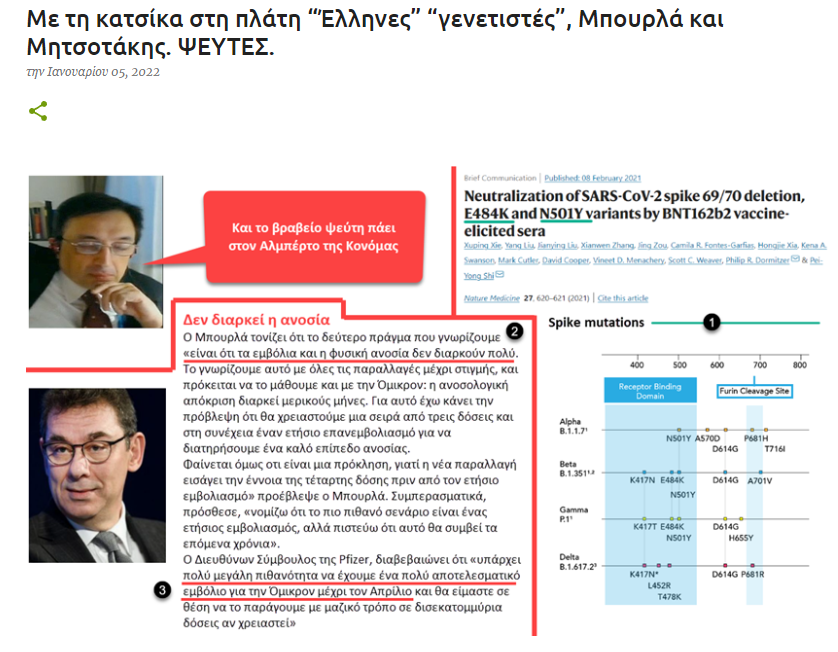 Με τη κατσίκα στη πλάτη “Έλληνες” “γενετιστές”, Μπουρλά και
Μητσοτάκης. ΨΕΥΤΕΣ.
την Ιανουαρίου 05, 2022
Και το βραβείο ψεύτη πάει
στον Αλμπέρτο της Κονόμας
Brief Communication | Published: 08 February 2021
Neutralization of SARS-CoV-2 spike 69/70 deletion,
E484K and N501Y variants by BNT162b2 vaccine-
elicited sera
Xuping Xie, Yang Liu, Jianying Liu, Xianwen Zhang, Jing Zou, Camila R. Fontes-Garfias, Hongjie Xia, Kena A.
Swanson, Mark Cutler, David Cooper, Vineet D. Menachery, Scott C. Weaver, Philip R. Dormitzer & Pei-
Yong Shi
Nature Medicine 27, 620–621 (2021) | Cite this article
Δεν διαρκεί η ανοσία
2
Ο Μπουρλά τονίζει ότι το δεύτερο πράγμα που γνωρίζουμε
«είναι ότι τα εμβόλια και η φυσική ανοσία δεν διαρκούν πολύ.
Το γνωρίζουμε αυτό με όλες τις παραλλαγές μέχρι στιγμής, και
πρόκειται να το μάθουμε και με την Όμικρον: η ανοσολογική
απόκριση διαρκεί μερικούς μήνες. Για αυτό έχω κάνει την
πρόβλεψη ότι θα χρειαστούμε μια σειρά από τρεις δόσεις και
στη συνέχεια έναν ετήσιο επανεμβολιασμό για να
διατηρήσουμε ένα καλό επίπεδο ανοσίας.
Φαίνεται όμως ότι είναι μια πρόκληση, γιατί η νέα παραλλαγή
εισάγει την έννοια της τέταρτης δόσης πριν από τον ετήσιο
εμβολιασμό» προέβλεψε ο Μπουρλά. Συμπερασματικά,
πρόσθεσε, «νομίζω ότι το πιο πιθανό σενάριο είναι ένας
ετήσιος εμβολιασμός, αλλά πιστεύω ότι αυτό θα συμβεί τα
επόμενα χρόνια».
Ο Διευθύνων Σύμβουλος της Pfizer, διαβεβαιώνει ότι «υπάρχει
πολύ μεγάλη πιθανότητα να έχουμε ένα πολύ αποτελεσματικό
3
εμβόλιο για την Όμικρον μέχρι τον Απρίλιο και θα είμαστε σε
θέση να το παράγουμε με μαζικό τρόπο σε δισεκατομμύρια
δόσεις αν χρειαστεί»
Spike mutations
1
400 500 600 700 800
Receptor Binding
Domain
Furin Cleavage Site
Alpha
B.1.1.7¹
N501Y A570D P681H
D614G T716I
Beta
B.1.351¹·²
K417N E484K D614G A701V
N501Y
Gamma
P.1¹
K417T E484K D614G
N501Y H655Y
Delta
B.1.617.2³
K417N* D614G P681R
L452R
T478K